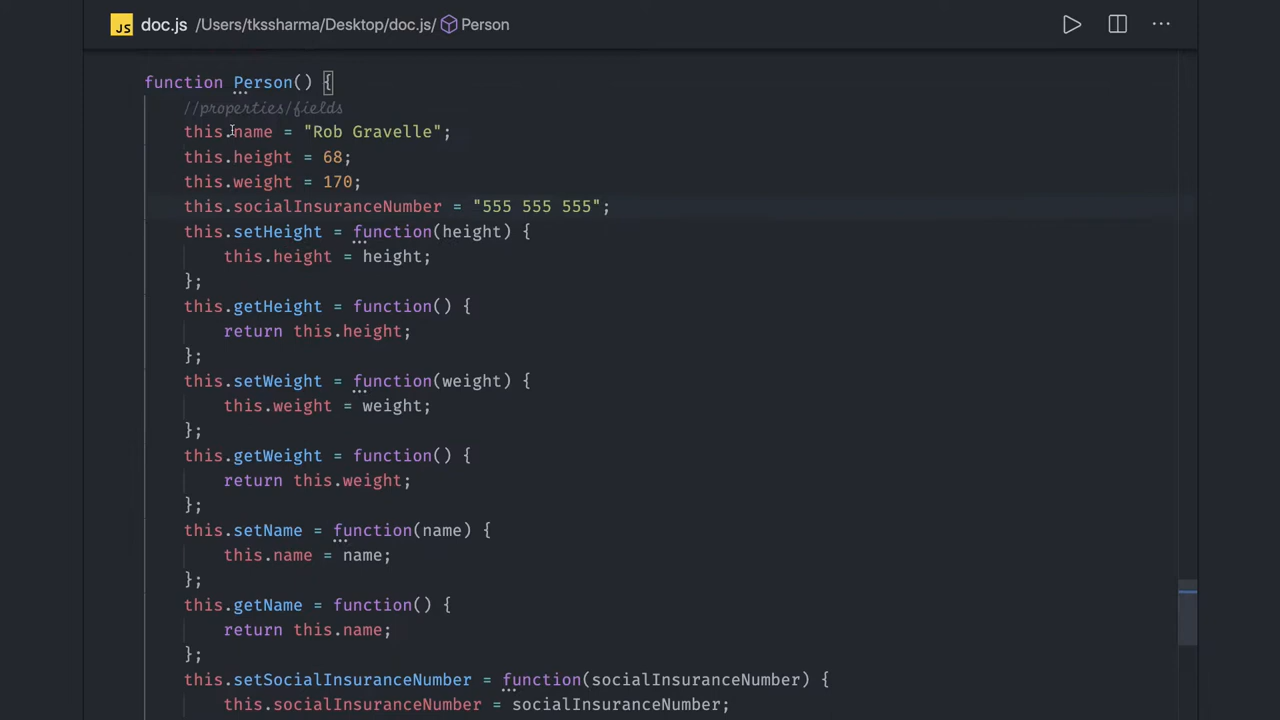 JS doc.js /Users/tkssharma/Desktop/doc.js/ Person
function Person() {
//properties/fields
this.name = "Rob Gravelle";
this.height = 68;
this.weight = 170;
this.socialInsuranceNumber = "555 555 555";
this.setHeight = function(height) {
this.height = height;
};
this.getHeight = function() {
return this.height;
};
this.setWeight = function(weight) {
this.weight = weight;
};
this.getWeight = function() {
return this.weight;
};
this.setName = function(name) {
this.name = name;
};
this.getName = function() {
return this.name;
};
this.setSocialInsuranceNumber = function(socialInsuranceNumber) {
this.socialInsuranceNumber = socialInsuranceNumber;